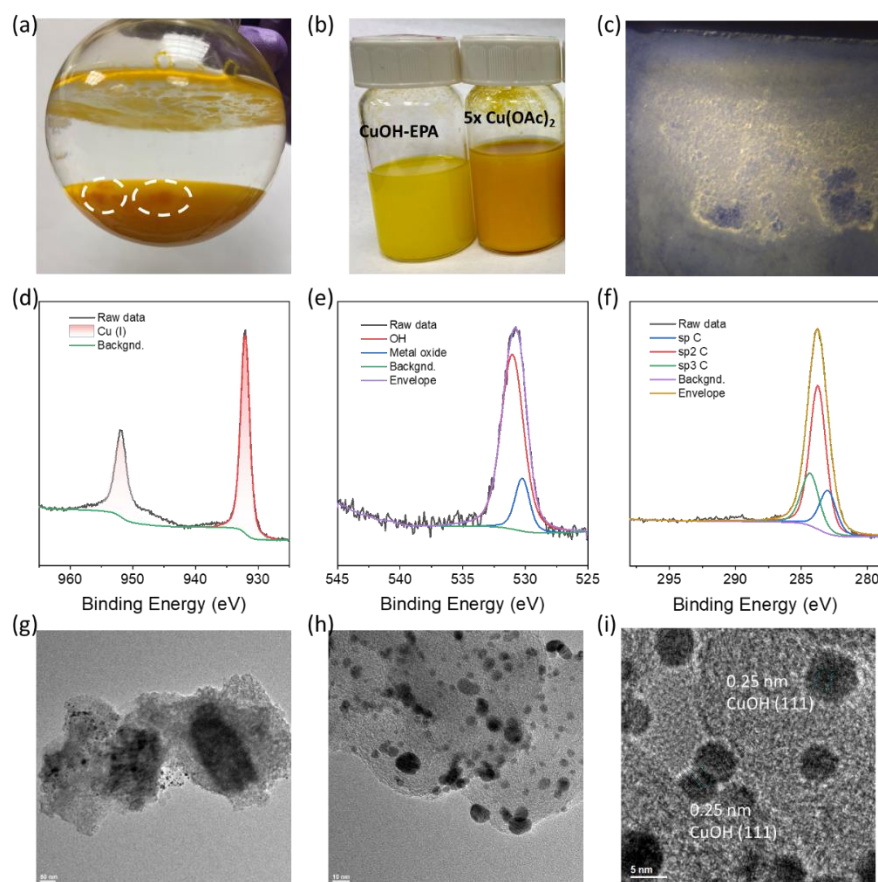 (a)
(b)
(c)
CuOH-EPA
5x Cu(OAc)₂
(d)
(e)
(f)
Raw data
Cu (I)
Backgnd.
960 950 940 930
Binding Energy (eV)
Raw data
OH
Metal oxide
Backgnd.
Envelope
545 540 535 530 525
Binding Energy (eV)
Raw data
sp C
sp2 C
sp3 C
Backgnd.
Envelope
295 290 285 280
Binding Energy (eV)
(g)
(h)
(i)
10 nm
0.25 nm
CuOH (111)
0.25 nm
CuOH (111)
5 nm